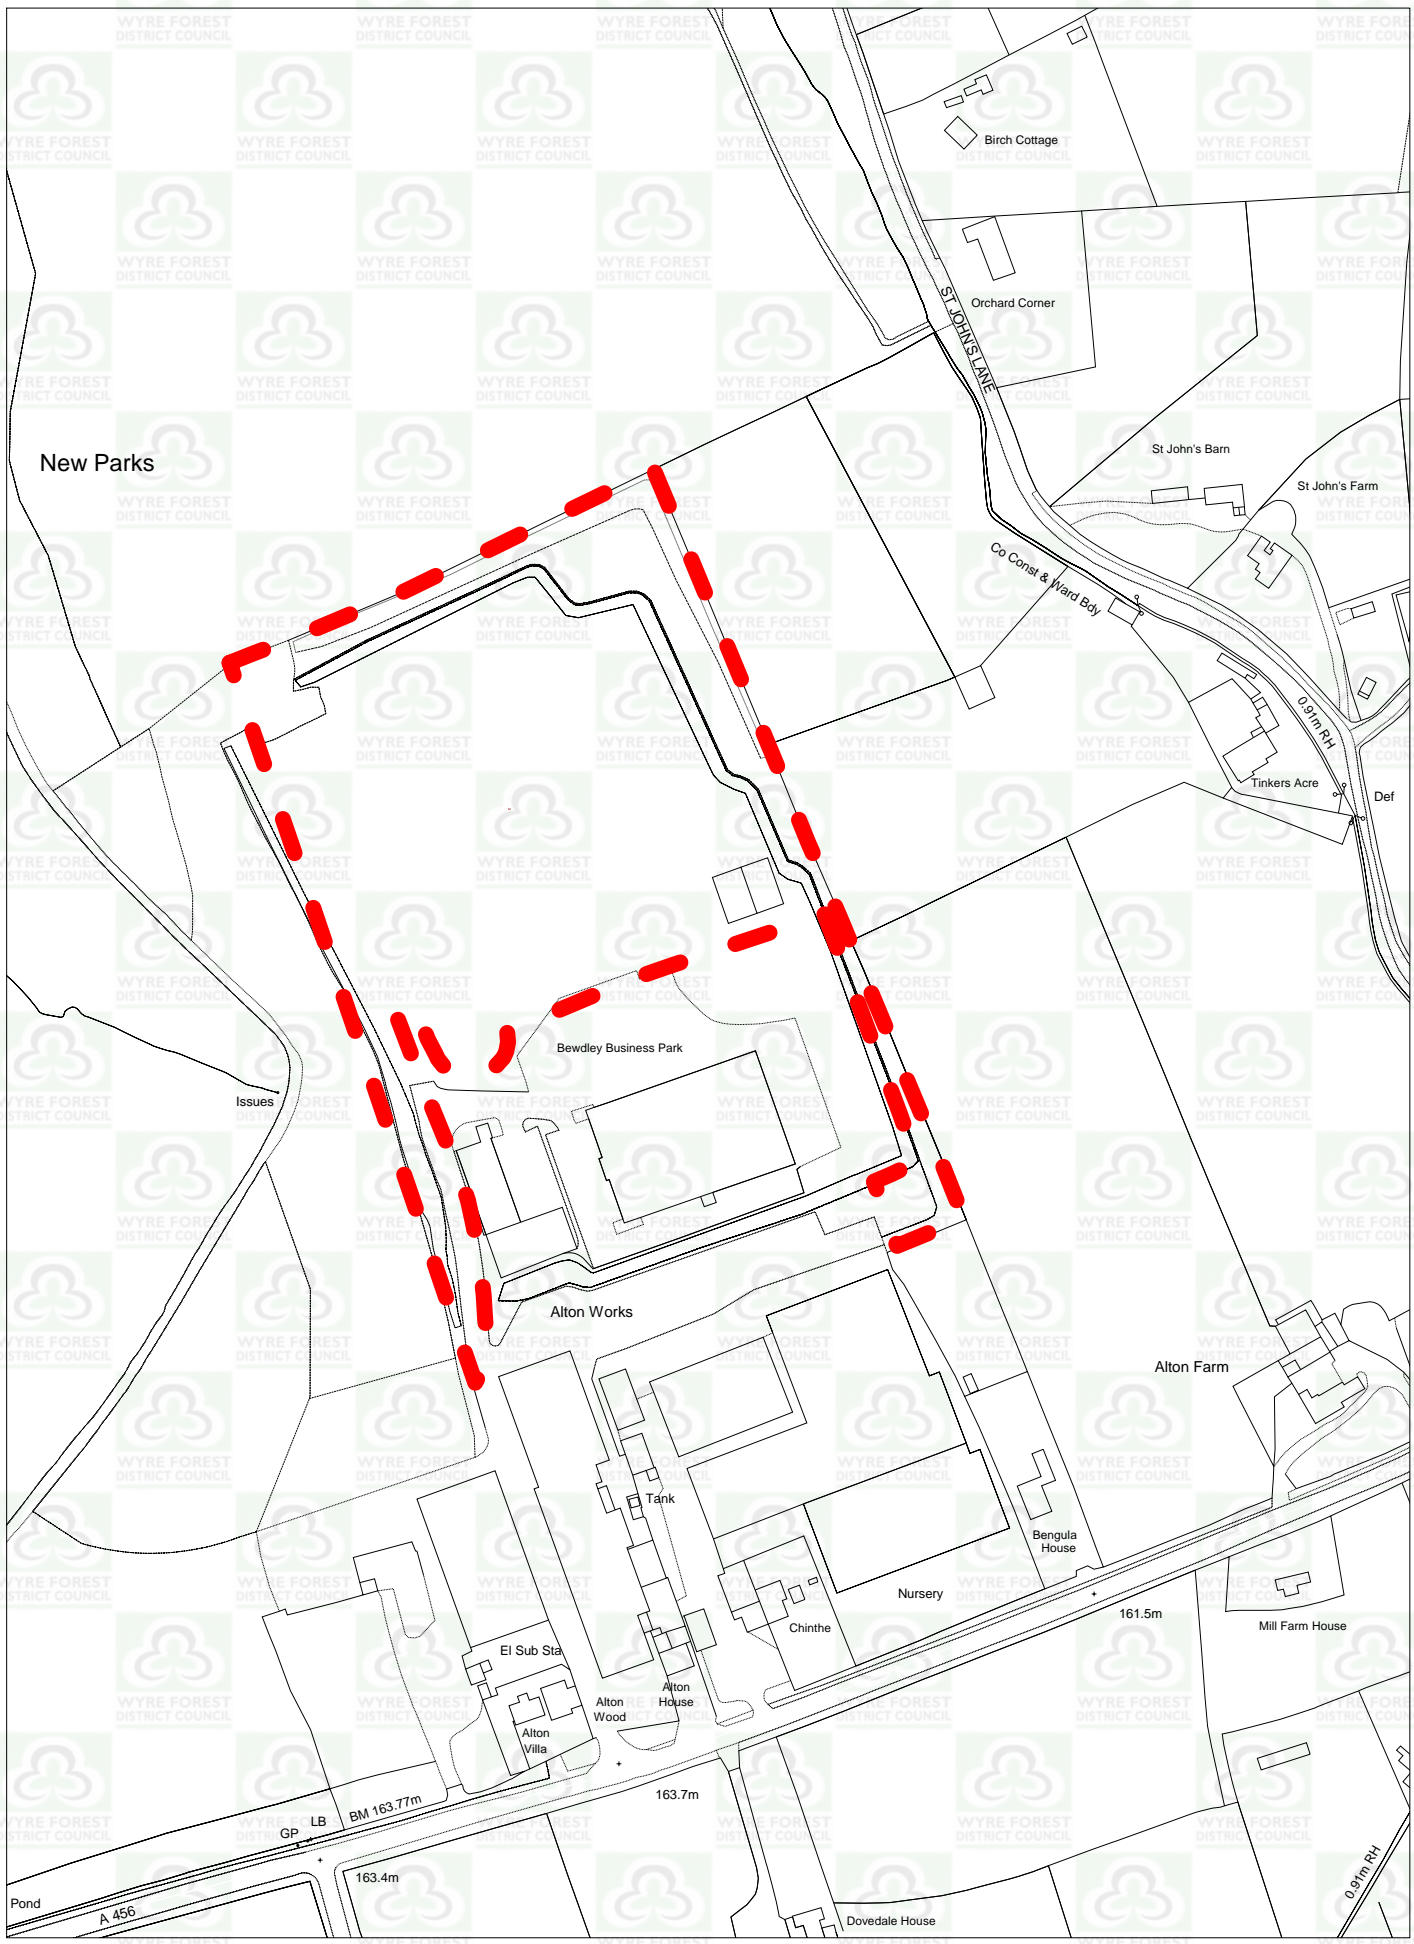 WYRE FOREST
DISTRICT COUNCIL
Birch Cottage
ST JOHN'S LANE
Orchard Corner
New Parks
St John's Barn
St John's Farm
Co Const & Ward Bdy
0.91m RH
Tinkers Acre
Def
Bewdley Business Park
Issues
Alton Works
Alton Farm
Tank
Bengula
House
Nursery
161.5m
Chinthe
Mill Farm House
El Sub Sta
Alton
House
Alton
Wood
Alton
Villa
163.7m
BM 163.77m
LB
GP
163.4m
0.91m RH
Pond
A 456
Dovedale House